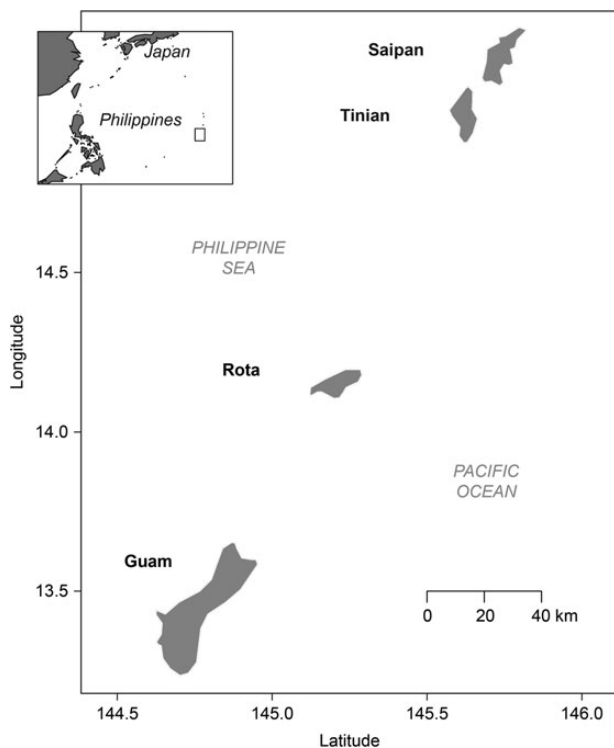 Japan
Philippines
Saipan
Tinian
PHILIPPINE
SEA
14.5
Longitude
Rota
14.0
PACIFIC
OCEAN
Guam
13.5
0 20 40 km
144.5 145.0 145.5 146.0
Latitude